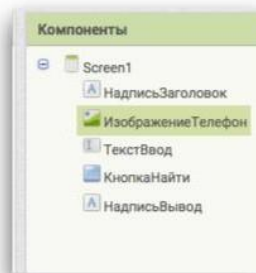 Компоненты
Screen1
НадписьЗаголовок
ИзображениеТелефон
ТекстВвод
КнопкаНайти
НадписьВывод